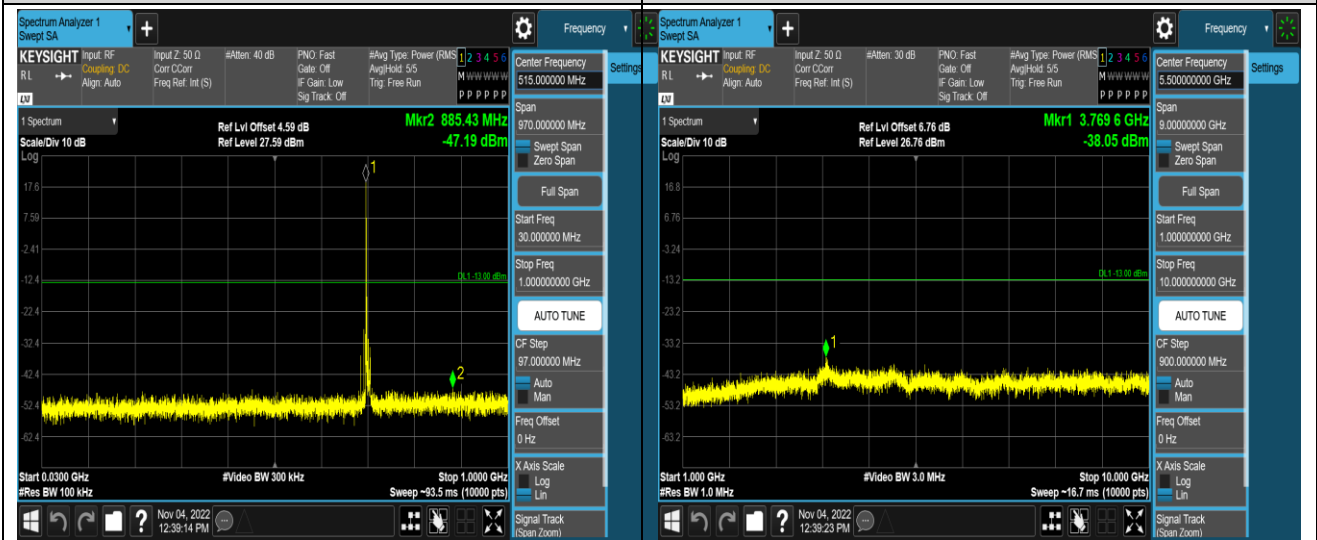 Spectrum Analyzer 1
Swept SA
+
Frequency
KEYSIGHT
RL
LXI
Input: RF
Coupling: DC
Align: Auto
Input Z: 50 Ω
Corr CCorr
Freq Ref: Int (S)
#Atten: 40 dB
PNO: Fast
Gate: Off
IF Gain: Low
Sig Track: Off
#Avg Type: Power (RMS
Avg|Hold: 5/5
Trig: Free Run
1 2 3 4 5 6
M W W W W W
P P P P P P
1 Spectrum
Scale/Div 10 dB
Log
Ref Lvl Offset 4.59 dB
Ref Level 27.59 dBm
Mkr2 885.43 MHz
-47.19 dBm
1
17.6
7.59
-2.41
DL1 -13.00 dBm
-12.4
-22.4
-32.4
-42.4
2
-52.4
-62.4
Start 0.0300 GHz
#Video BW 300 kHz
Stop 1.0000 GHz
#Res BW 100 kHz
Sweep ~93.5 ms (10000 pts)
?
Nov 04, 2022
12:39:14 PM
Center Frequency
515.000000 MHz
Settings
Span
970.000000 MHz
Swept Span
Zero Span
Full Span
Start Freq
30.000000 MHz
Stop Freq
1.000000000 GHz
AUTO TUNE
CF Step
97.000000 MHz
Auto
Man
Freq Offset
0 Hz
X Axis Scale
Log
Lin
Signal Track
(Span Zoom)
Spectrum Analyzer 1
Swept SA
+
Frequency
KEYSIGHT
RL
LXI
Input: RF
Coupling: DC
Align: Auto
Input Z: 50 Ω
Corr CCorr
Freq Ref: Int (S)
#Atten: 30 dB
PNO: Fast
Gate: Off
IF Gain: Low
Sig Track: Off
#Avg Type: Power (RMS
Avg|Hold: 5/5
Trig: Free Run
1 2 3 4 5 6
M W W W W W
P P P P P P
1 Spectrum
Scale/Div 10 dB
Log
Ref Lvl Offset 6.76 dB
Ref Level 26.76 dBm
Mkr1 3.769 6 GHz
-38.05 dBm
16.8
6.76
-3.24
DL1 -13.00 dBm
-13.2
-23.2
-33.2
1
-43.2
-53.2
-63.2
Start 1.000 GHz
#Video BW 3.0 MHz
Stop 10.000 GHz
#Res BW 1.0 MHz
Sweep ~16.7 ms (10000 pts)
?
Nov 04, 2022
12:39:23 PM
Center Frequency
5.500000000 GHz
Settings
Span
9.00000000 GHz
Swept Span
Zero Span
Full Span
Start Freq
1.000000000 GHz
Stop Freq
10.000000000 GHz
AUTO TUNE
CF Step
900.000000 MHz
Auto
Man
Freq Offset
0 Hz
X Axis Scale
Log
Lin
Signal Track
(Span Zoom)